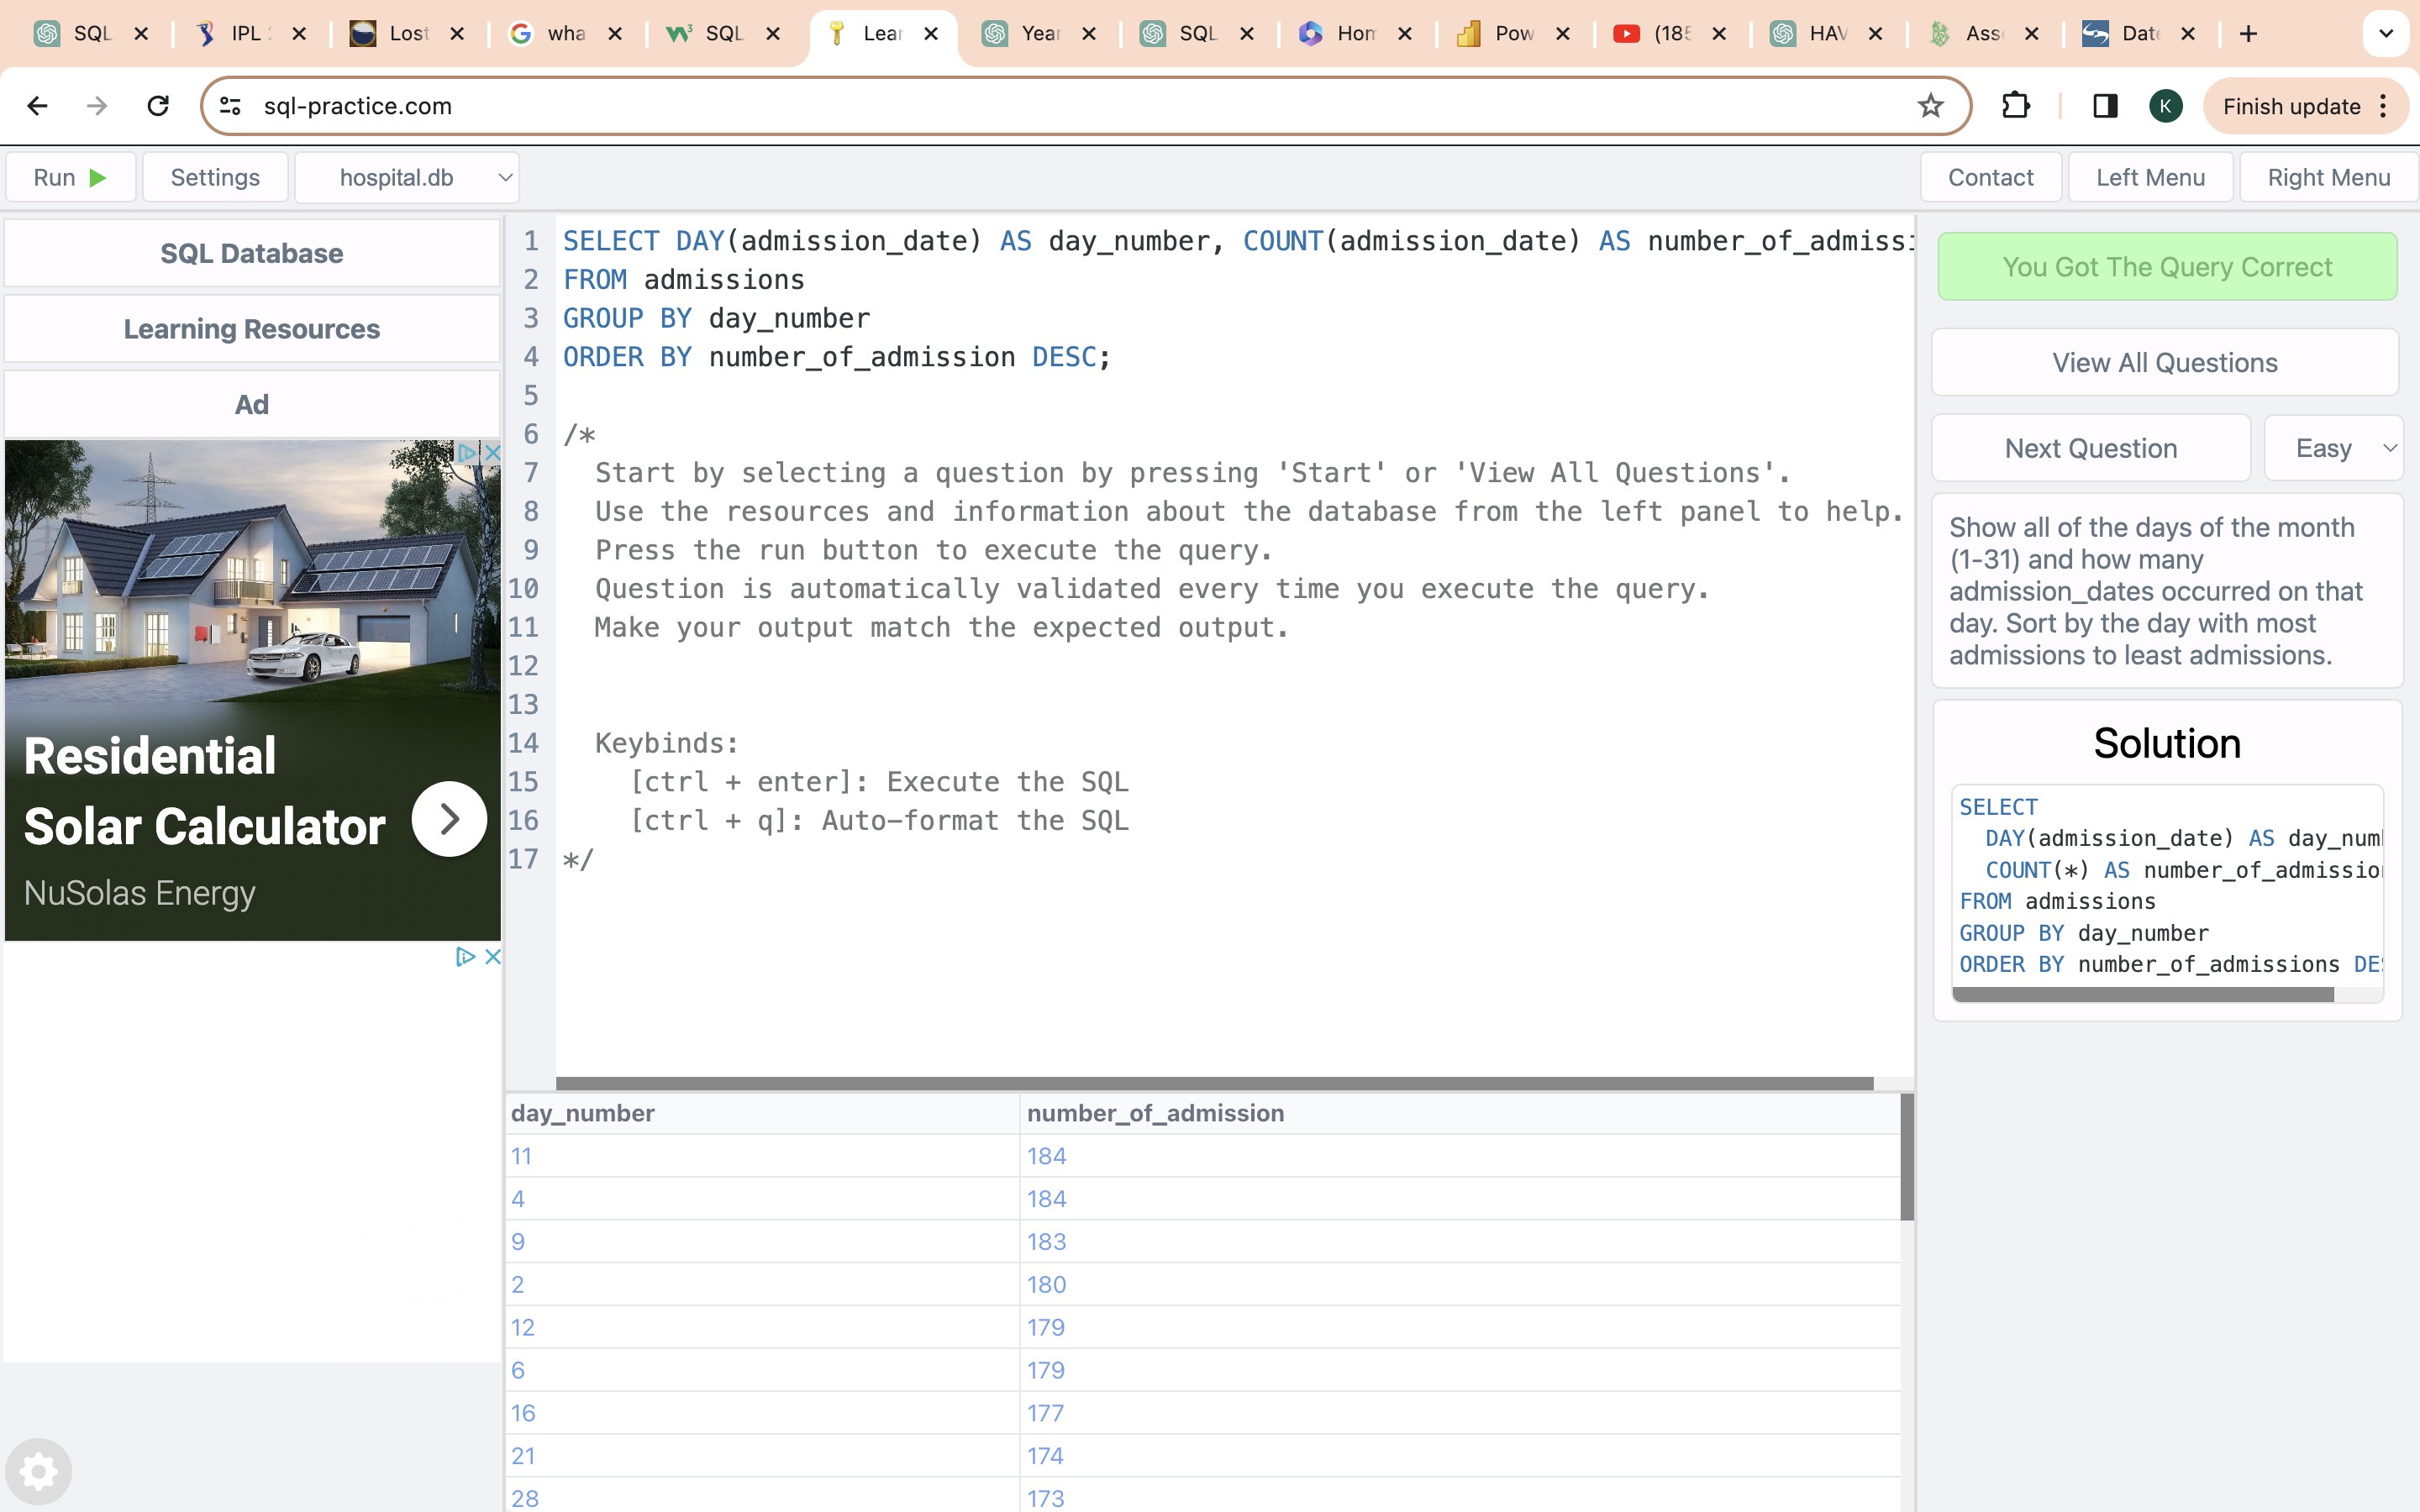 SQL
IPL 2
Lost
wha
SQL
Lear
Year
SQL
Hom
Pow
(185
HAV
Ass
Date
sql-practice.com
K
Finish update
Run
Settings
hospital.db
Contact
Left Menu
Right Menu
SQL Database
Learning Resources
Ad
Residential
Solar Calculator
NuSolas Energy
1 SELECT DAY(admission_date) AS day_number, COUNT(admission_date) AS number_of_admissi
2 FROM admissions
3 GROUP BY day_number
4 ORDER BY number_of_admission DESC;
5
6 /*
7 Start by selecting a question by pressing 'Start' or 'View All Questions'.
8 Use the resources and information about the database from the left panel to help.
9 Press the run button to execute the query.
10 Question is automatically validated every time you execute the query.
11 Make your output match the expected output.
12
13
14 Keybinds:
15 [ctrl + enter]: Execute the SQL
16 [ctrl + q]: Auto-format the SQL
17 */
day_number number_of_admission
11 184
4 184
9 183
2 180
12 179
6 179
16 177
21 174
28 173
You Got The Query Correct
View All Questions
Next Question
Easy
Show all of the days of the month
(1-31) and how many
admission_dates occurred on that
day. Sort by the day with most
admissions to least admissions.
Solution
SELECT
DAY(admission_date) AS day_num
COUNT(*) AS number_of_admissio
FROM admissions
GROUP BY day_number
ORDER BY number_of_admissions DES